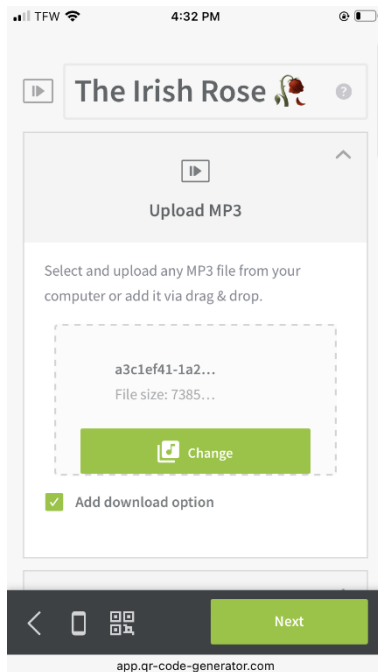 TFW 4:32 PM
The Irish Rose 🥀 ?
Upload MP3
Select and upload any MP3 file from your
computer or add it via drag & drop.
a3c1ef41-1a2...
File size: 7385...
Change
Add download option
Next
app.qr-code-generator.com